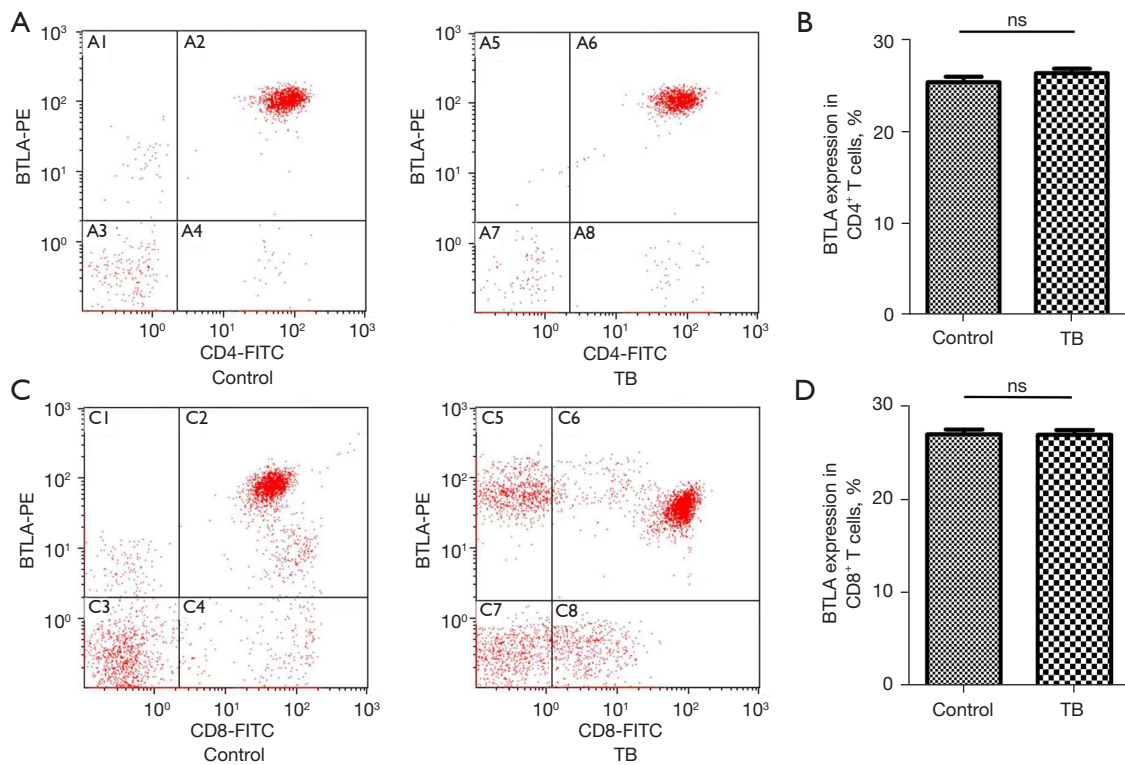 A
10³
10²
10¹
10⁰
BTLA-PE
A1
A2
A3
A4
10⁰
10¹
10²
10³
CD4-FITC
Control
10³
10²
10¹
10⁰
BTLA-PE
A5
A6
A7
A8
10⁰
10¹
10²
10³
CD4-FITC
TB
B
ns
30
20
10
0
BTLA expression in
CD4⁺ T cells, %
Control
TB
C
10³
10²
10¹
10⁰
BTLA-PE
C1
C2
C3
C4
10⁰
10¹
10²
10³
CD8-FITC
Control
10³
10²
10¹
10⁰
BTLA-PE
C5
C6
C7
C8
10⁰
10¹
10²
10³
CD8-FITC
TB
D
ns
30
20
10
0
BTLA expression in
CD8⁺ T cells, %
Control
TB